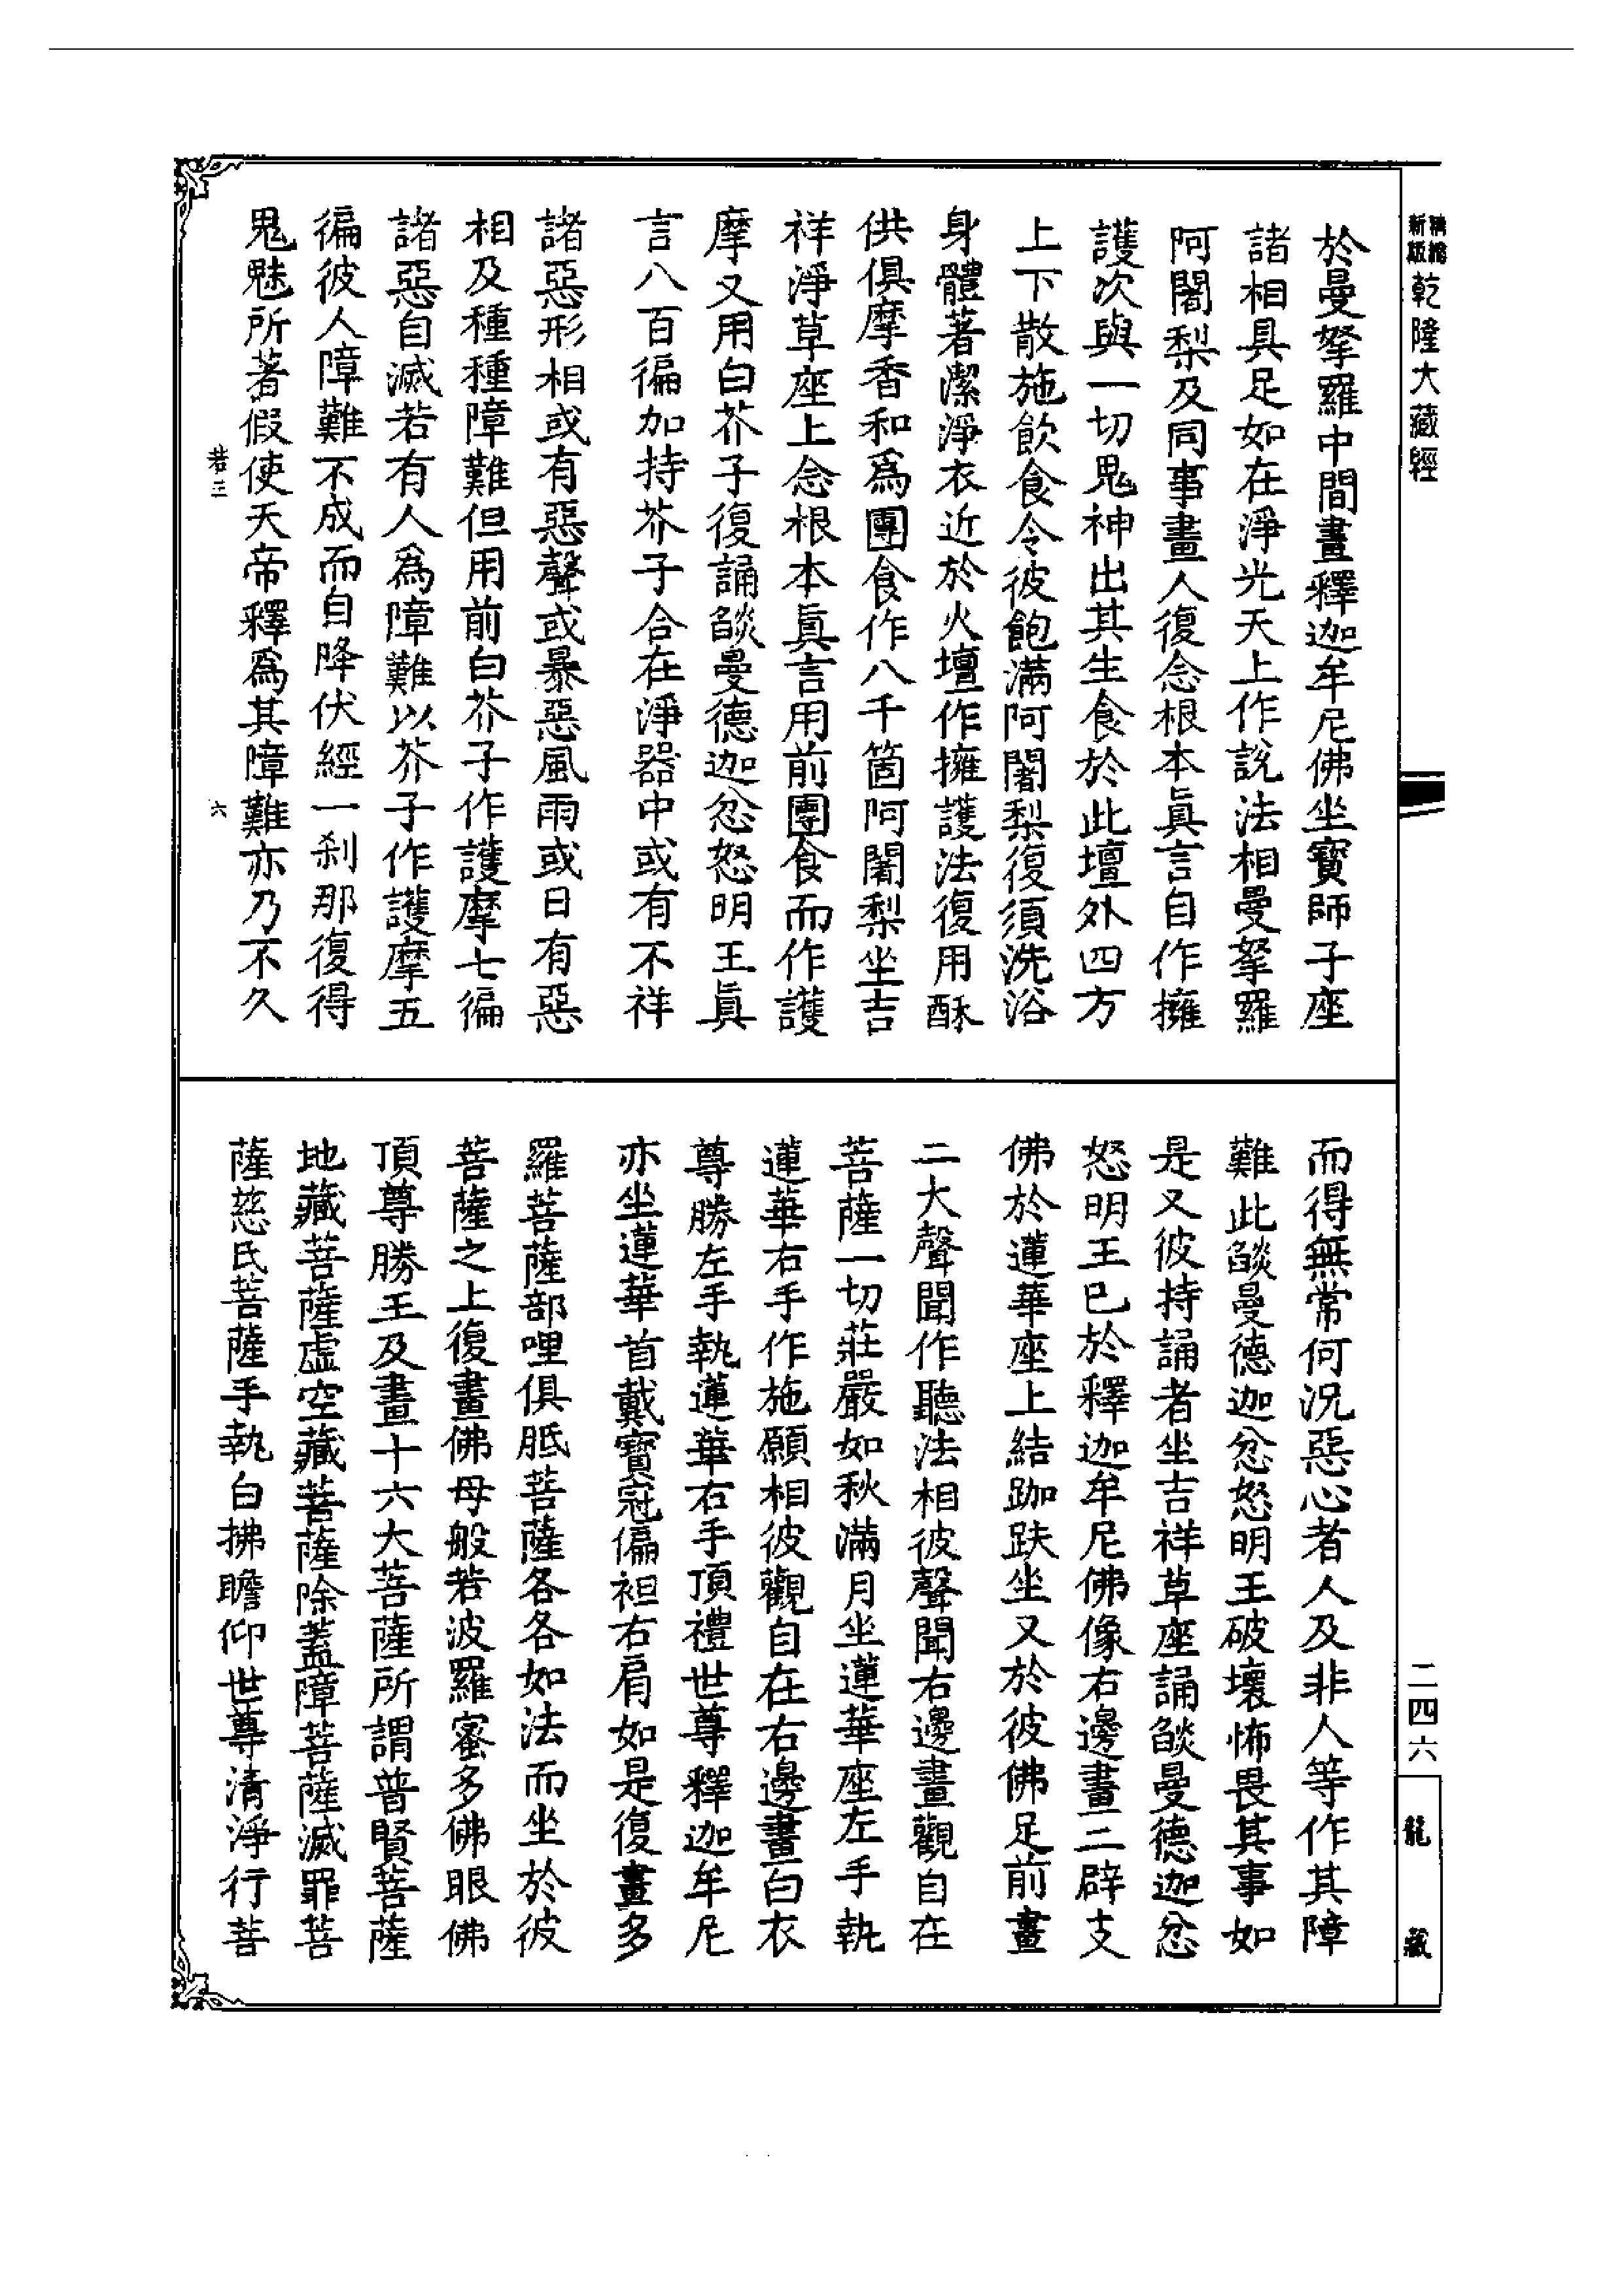 精編
新版
乾隆大藏經
於曼拏羅中間畫釋迦牟尼佛坐寶師子座
諸相具足如在淨光天上作說法相曼拏羅
阿闍梨及同事畫人復念根本眞言自作擁
護次與一切鬼神出其生食於此壇外四方
上下散施飲食令彼飽滿阿闍梨復須洗浴
身體著潔淨衣近於火壇作擁護法復用酥
供俱摩香和爲團食作八千箇阿闍梨坐吉
祥淨草座上念根本眞言用前團食而作護
摩又用白芥子復誦燄曼德迦忿怒明王眞
言八百徧加持芥子合在淨器中或有不祥
諸惡形相或有惡聲或暴惡風雨或日有惡
相及種種障難但用前白芥子作護摩七徧
諸惡自滅若有人爲障難以芥子作護摩五
徧彼人障難不成而自降伏經一剎那復得
鬼魅所著假使天帝釋爲其障難亦乃不久
若三
六
而得無常何況惡心者人及非人等作其障
難此燄曼德迦忿怒明王破壞怖畏其事如
是又彼持誦者坐吉祥草座誦燄曼德迦忿
怒明王已於釋迦牟尼佛像右邊畫二辟支
佛於蓮華座上結跏趺坐又於彼佛足前畫
二大聲聞作聽法相彼聲聞右邊畫觀自在
菩薩一切莊嚴如秋滿月坐蓮華座左手執
蓮華右手作施願相彼觀自在右邊畫白衣
尊勝左手執蓮華右手頂禮世尊釋迦牟尼
亦坐蓮華首戴寶冠偏袒右肩如是復畫多
羅菩薩部哩俱胝菩薩各各如法而坐於彼
菩薩之上復畫佛母般若波羅蜜多佛眼佛
頂尊勝王及畫十六大菩薩所謂普賢菩薩
地藏菩薩虛空藏菩薩除蓋障菩薩滅罪菩
薩慈氏菩薩手執白拂瞻仰世尊清淨行菩
二四六
龍藏